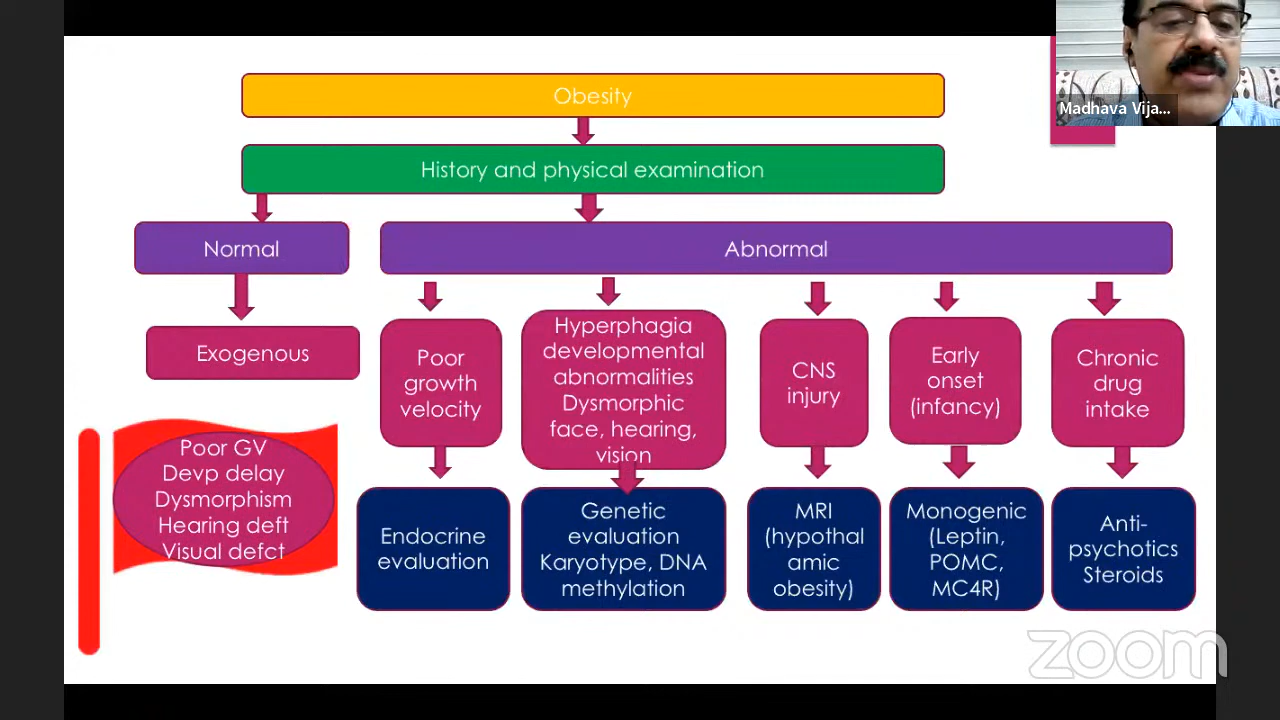 Obesity
Madhava Vija...
History and physical examination
Normal
Abnormal
Exogenous
Poor
growth
velocity
Hyperphagia
developmental
abnormalities
Dysmorphic
face, hearing,
vision
CNS
injury
Early
onset
(infancy)
Chronic
drug
intake
Poor GV
Devp delay
Dysmorphism
Hearing deft
Visual defct
Endocrine
evaluation
Genetic
evaluation
Karyotype, DNA
methylation
MRI
(hypothal
amic
obesity)
Monogenic
(Leptin,
POMC,
MC4R)
Anti-
psychotics
Steroids
zoom